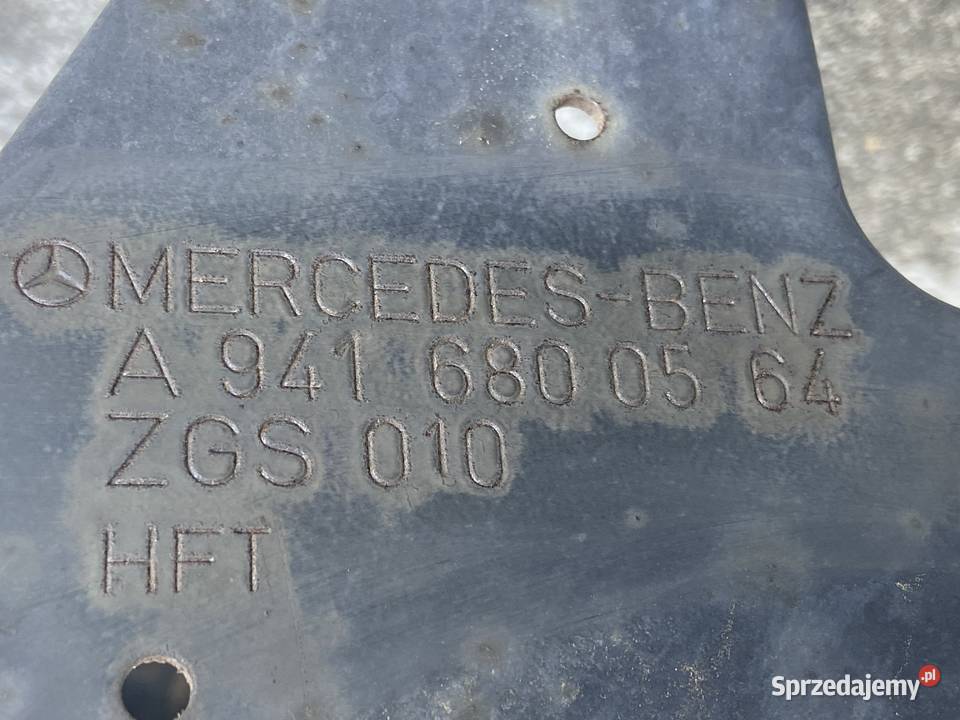 MERCEDES-BENZ
A 941 680 05 64
ZGS 010
HFT
Sprzedajemy.pl